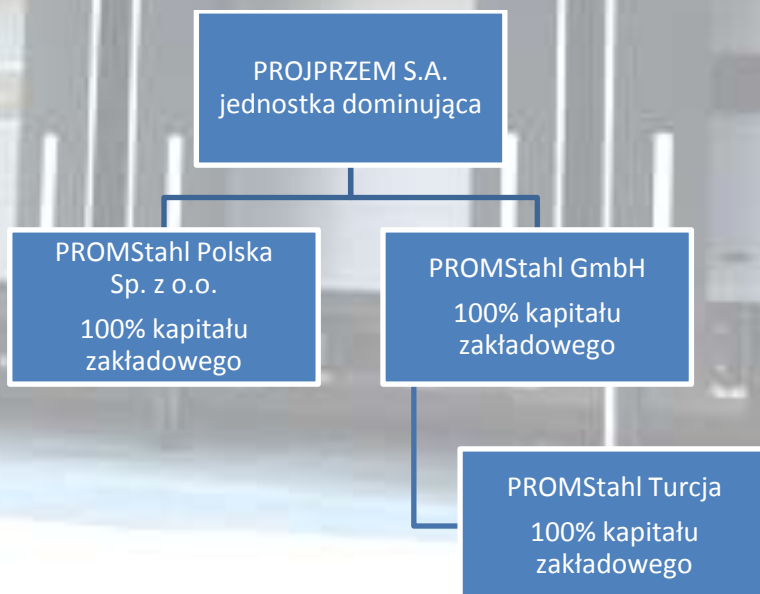 PROJPRZEM S.A.
jednostka dominująca
PROMStahl Polska
Sp. z o.o.
100% kapitału
zakładowego
PROMStahl GmbH
100% kapitału
zakładowego
PROMStahl Turcja
100% kapitału
zakładowego